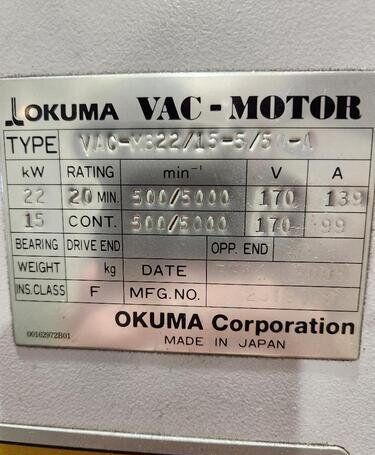 OKUMA VAC-MOTOR
TYPE VAC-M
kW RATING min⁻¹ V A
22 20 MIN. 500/5000 170 139
15 CONT. 500/5000 170 99
BEARING DRIVE END OPP. END
WEIGHT kg DATE
INS.CLASS F MFG.NO.
00162972B01 OKUMA Corporation
MADE IN JAPAN